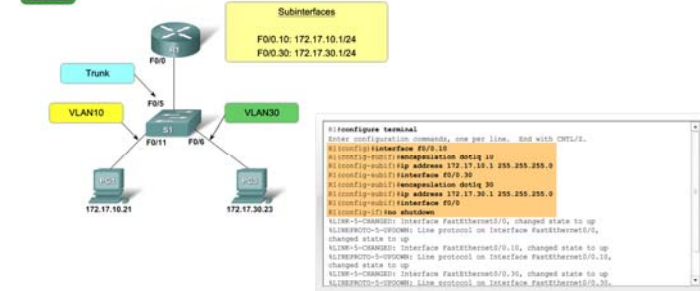 Subinterfaces
F0/0.10: 172.17.10.1/24
F0/0.30: 172.17.30.1/24
R1
F0/0
Trunk
F0/5
VLAN10
VLAN30
S1
F0/11
F0/6
PC1
172.17.10.21
172.17.30.23
R1#configure terminal
Enter configuration commands, one per line. End with CNTL/Z.
R1(config)#interface f0/0.10
R1(config-subif)#encapsulation dot1q 10
R1(config-subif)#ip address 172.17.10.1 255.255.255.0
R1(config-subif)#interface f0/0.30
R1(config-subif)#encapsulation dot1q 30
R1(config-subif)#ip address 172.17.30.1 255.255.255.0
R1(config-subif)#interface f0/0
R1(config-if)#no shutdown
%LINK-5-CHANGED: Interface FastEthernet0/0, changed state to up
%LINEPROTO-5-UPDOWN: Line protocol on Interface FastEthernet0/0,
changed state to up
%LINK-5-CHANGED: Interface FastEthernet0/0.10, changed state to up
%LINEPROTO-5-UPDOWN: Line protocol on Interface FastEthernet0/0.10,
changed state to up
%LINK-5-CHANGED: Interface FastEthernet0/0.30, changed state to up
%LINEPROTO-5-UPDOWN: Line protocol on Interface FastEthernet0/0.30,